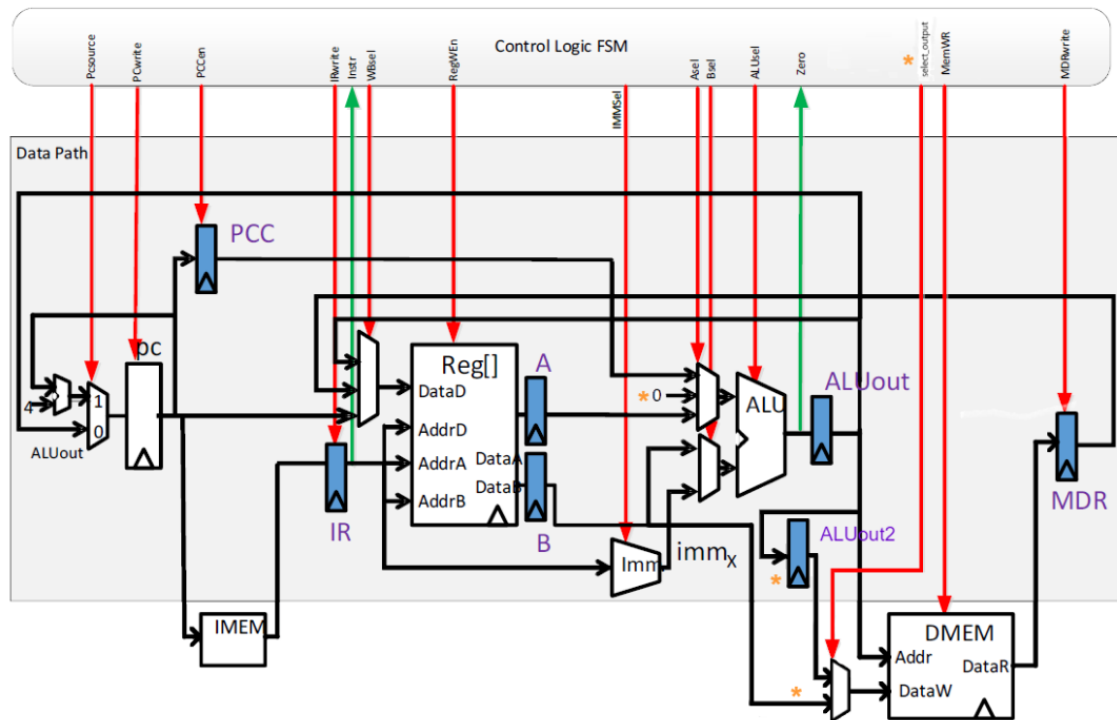 Control Logic FSM
Pcsource
PCwrite
PCCen
IRwrite
Instr
WBsel
RegWEn
IMMSel
Asel
Bsel
ALUsel
Zero
*
select_output
MemWR
MDRwrite
Data Path
PCC
pc
4
1
0
ALUout
IR
IMEM
Reg[]
DataD
AddrD
AddrA
AddrB
DataA
DataB
A
B
Imm
immx
* 0
ALU
ALUout
ALUout2
*
*
DMEM
Addr
DataR
DataW
MDR